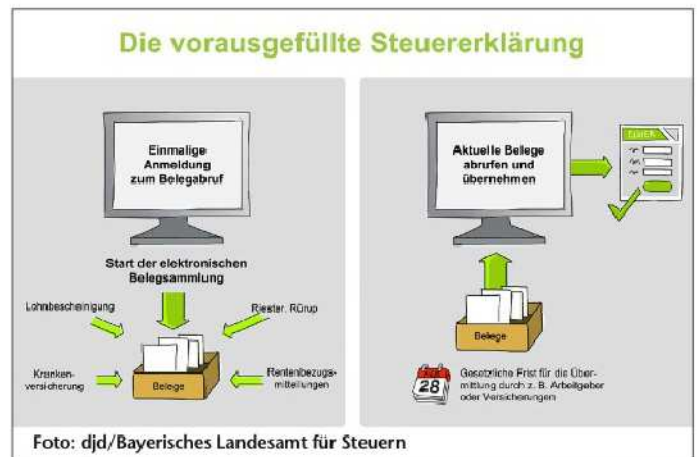 Die vorausgefüllte Steuererklärung
Einmalige
Anmeldung
zum Belegabruf
Start der elektronischen
Belegsammlung
Lohnbescheinigung
Riester, Rürup
Kranken-
versicherung
Rentenbezugs-
mitteilungen
Belege
Aktuelle Belege
abrufen und
übernehmen
Belege
28
Gesetzliche Frist für die Über-
mittlung durch z. B. Arbeitgeber
oder Versicherungen
Foto: djd/Bayerisches Landesamt für Steuern